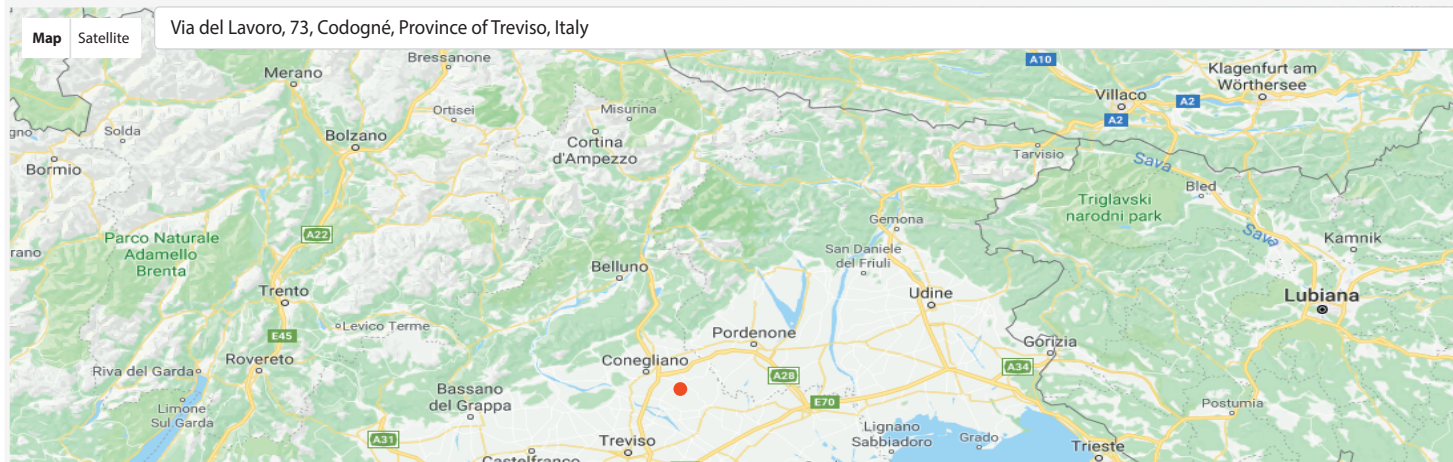 Map
Satellite
Via del Lavoro, 73, Codogné, Province of Treviso, Italy
Bressanone
A10
Klagenfurt am
Wörthersee
Merano
Villaco
A2
A2
Ortisei
Misurina
gno
Solda
Bolzano
Cortina
d'Ampezzo
Tarvisio
Sava
Bormio
Bled
Triglavski
narodni park
Gemona
Sava
Kamnik
A22
Parco Naturale
Adamello
Brenta
rano
San Daniele
del Friuli
Belluno
Trento
Udine
Lubiana
Levico Terme
E45
Pordenone
Górizia
Rovereto
Conegliano
A34
Riva del Garda
A28
Bassano
del Grappa
Limone
Sul Garda
E70
Postumia
Lignano
Sabbiadoro
Grado
A31
Treviso
Trieste
Castelfranco